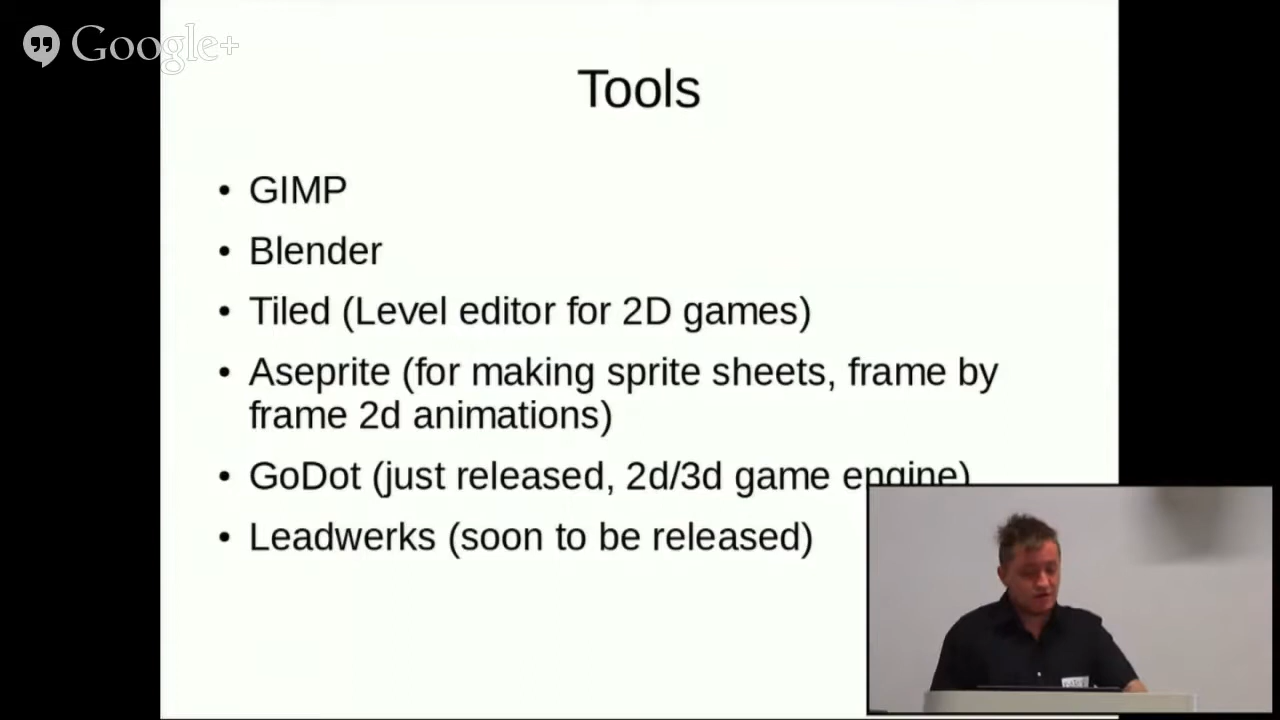 Google+
Tools
• GIMP
• Blender
• Tiled (Level editor for 2D games)
• Aseprite (for making sprite sheets, frame by
frame 2d animations)
• GoDot (just released, 2d/3d game engine)
• Leadwerks (soon to be released)